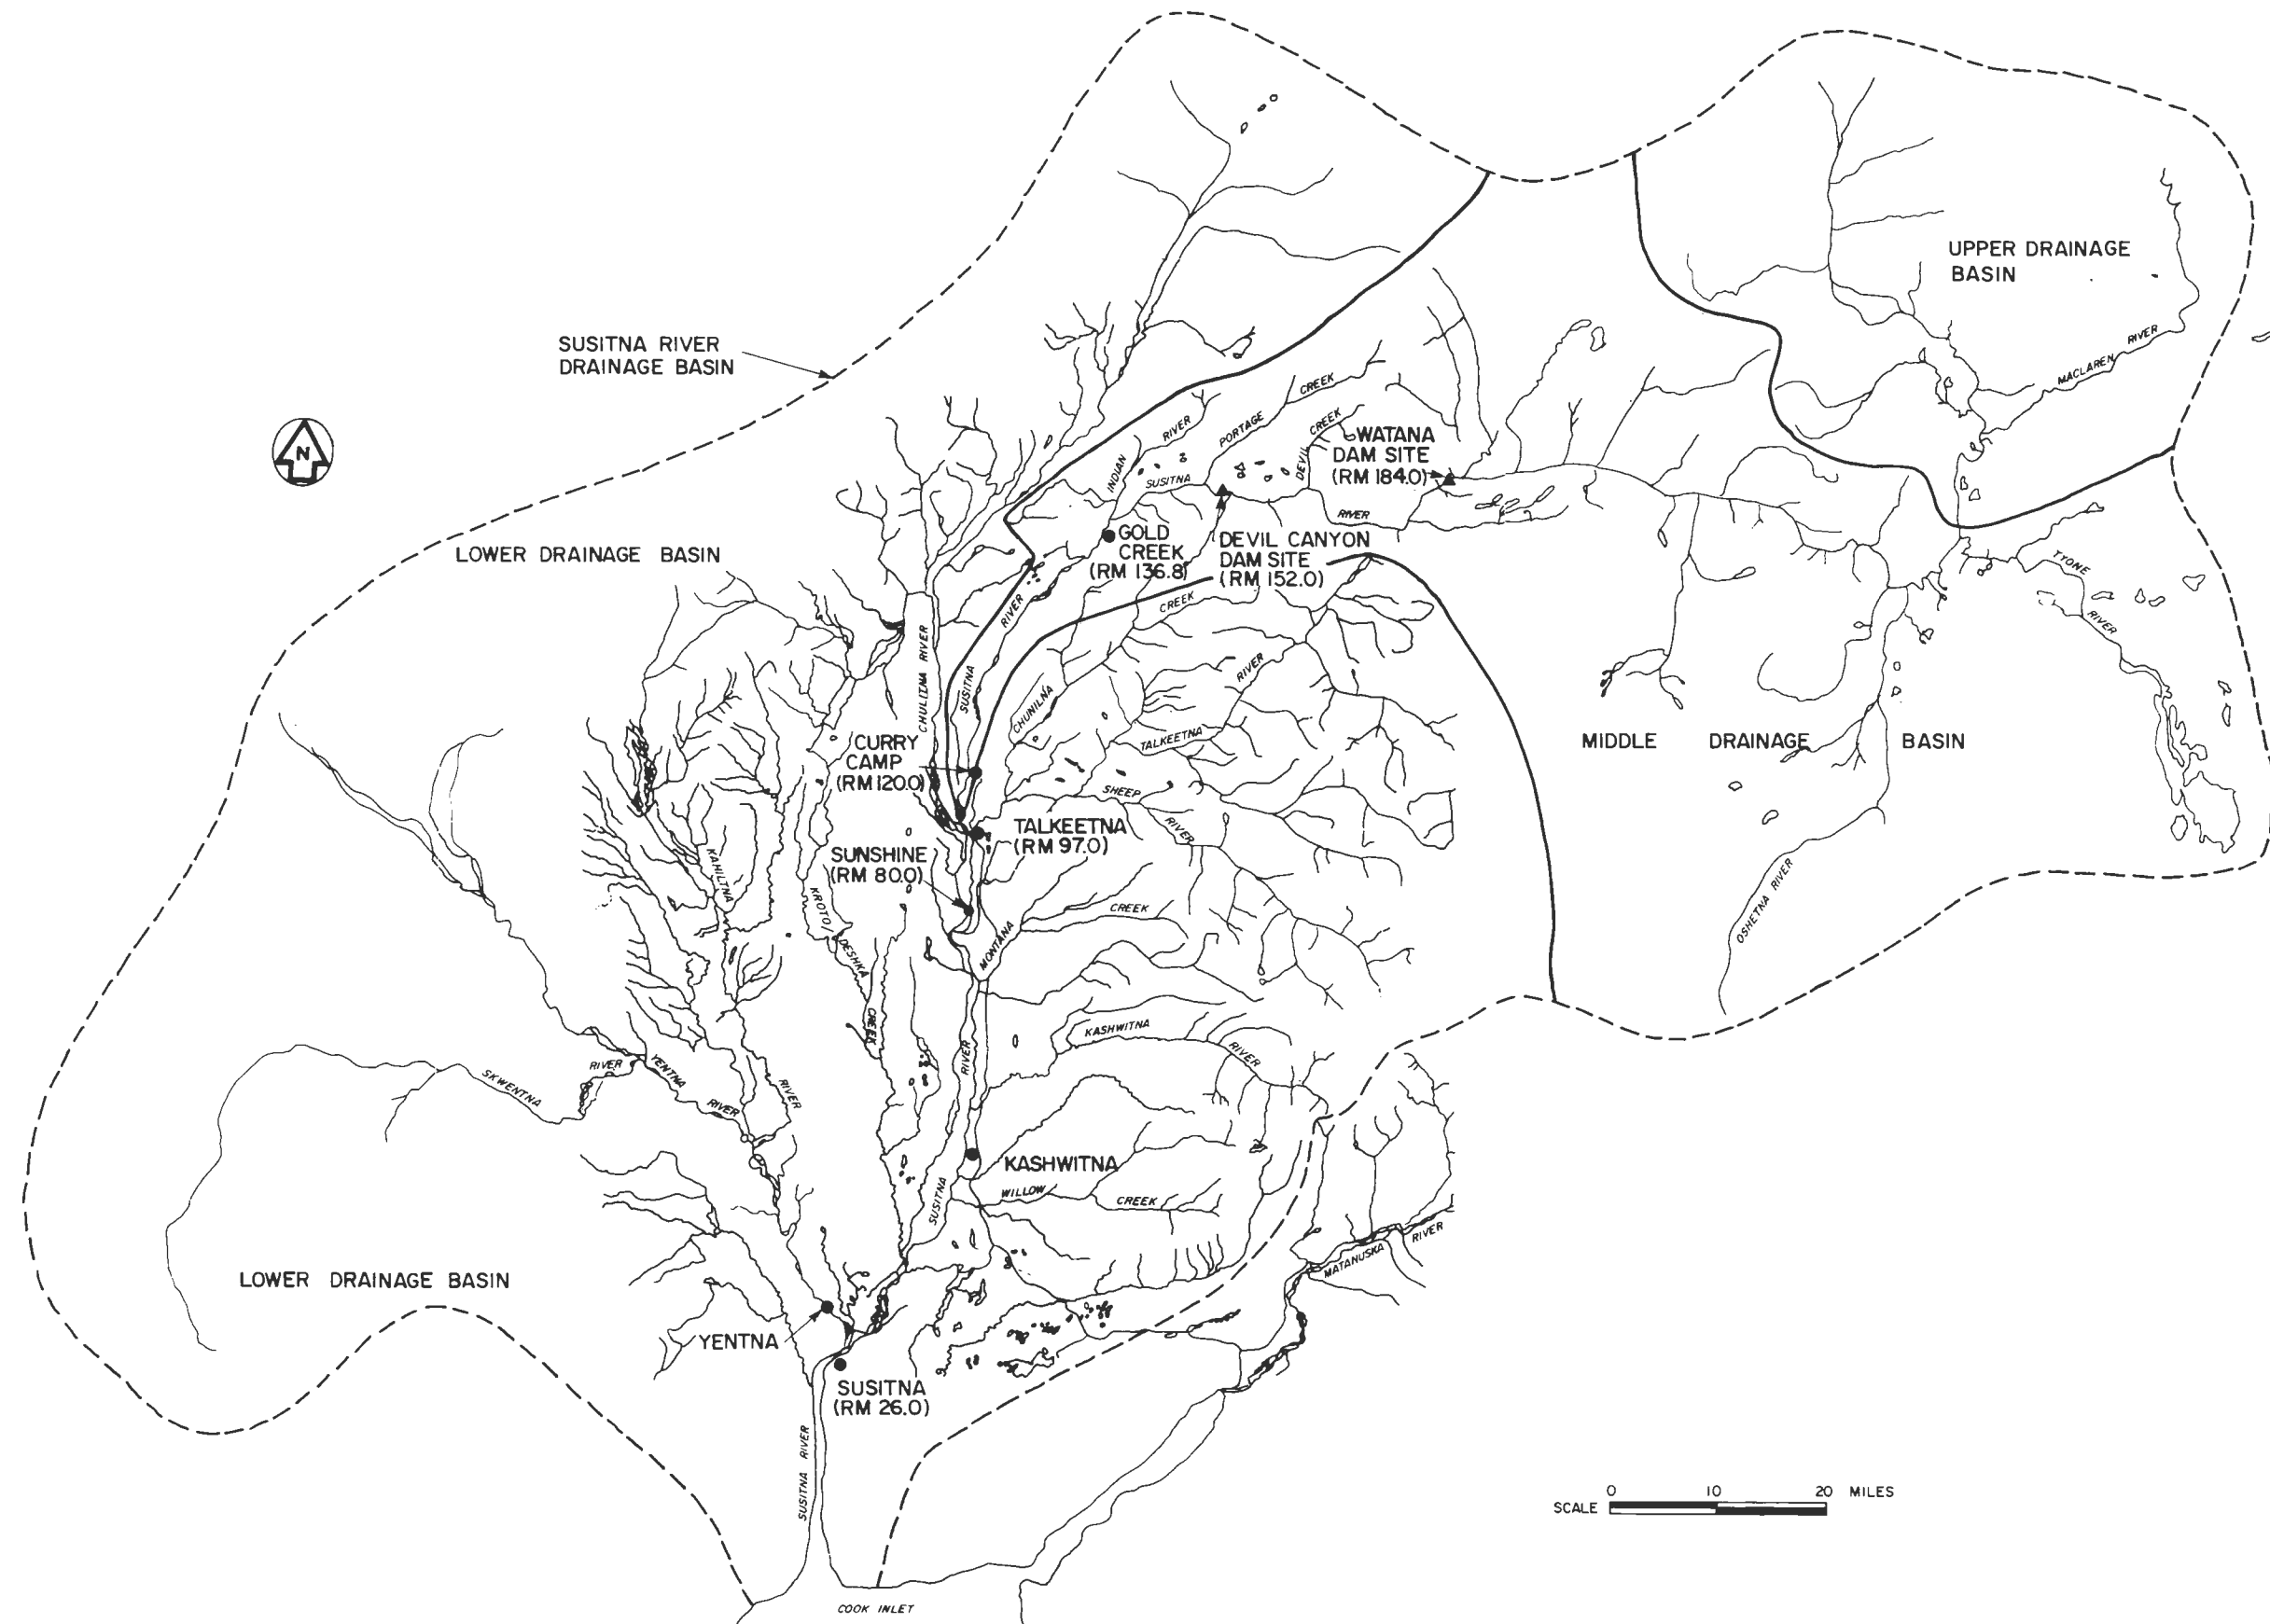 UPPER DRAINAGE
BASIN
SUSITNA RIVER
DRAINAGE BASIN
MACLAREN RIVER
N
INDIAN RIVER
PORTAGE CREEK
DEVIL CREEK
WATANA
DAM SITE
(RM 184.0)
SUSITNA RIVER
LOWER DRAINAGE BASIN
GOLD
CREEK
(RM 136.8)
DEVIL CANYON
DAM SITE
(RM 152.0)
TYONE RIVER
CHULITNA RIVER
SUSITNA RIVER
CHUNILNA CREEK
TALKEETNA RIVER
CURRY
CAMP
(RM 120.0)
MIDDLE DRAINAGE BASIN
SHEEP RIVER
TALKEETNA
(RM 97.0)
SUNSHINE
(RM 80.0)
KAHILTNA RIVER
KROTO/DESHKA CREEK
MONTANA CREEK
OSHETNA RIVER
KASHWITNA RIVER
SKWENTNA RIVER
YENTNA RIVER
SUSITNA RIVER
KASHWITNA
WILLOW CREEK
MATANUSKA RIVER
LOWER DRAINAGE BASIN
YENTNA
SUSITNA
(RM 26.0)
SUSITNA RIVER
COOK INLET
0 10 20 MILES
SCALE